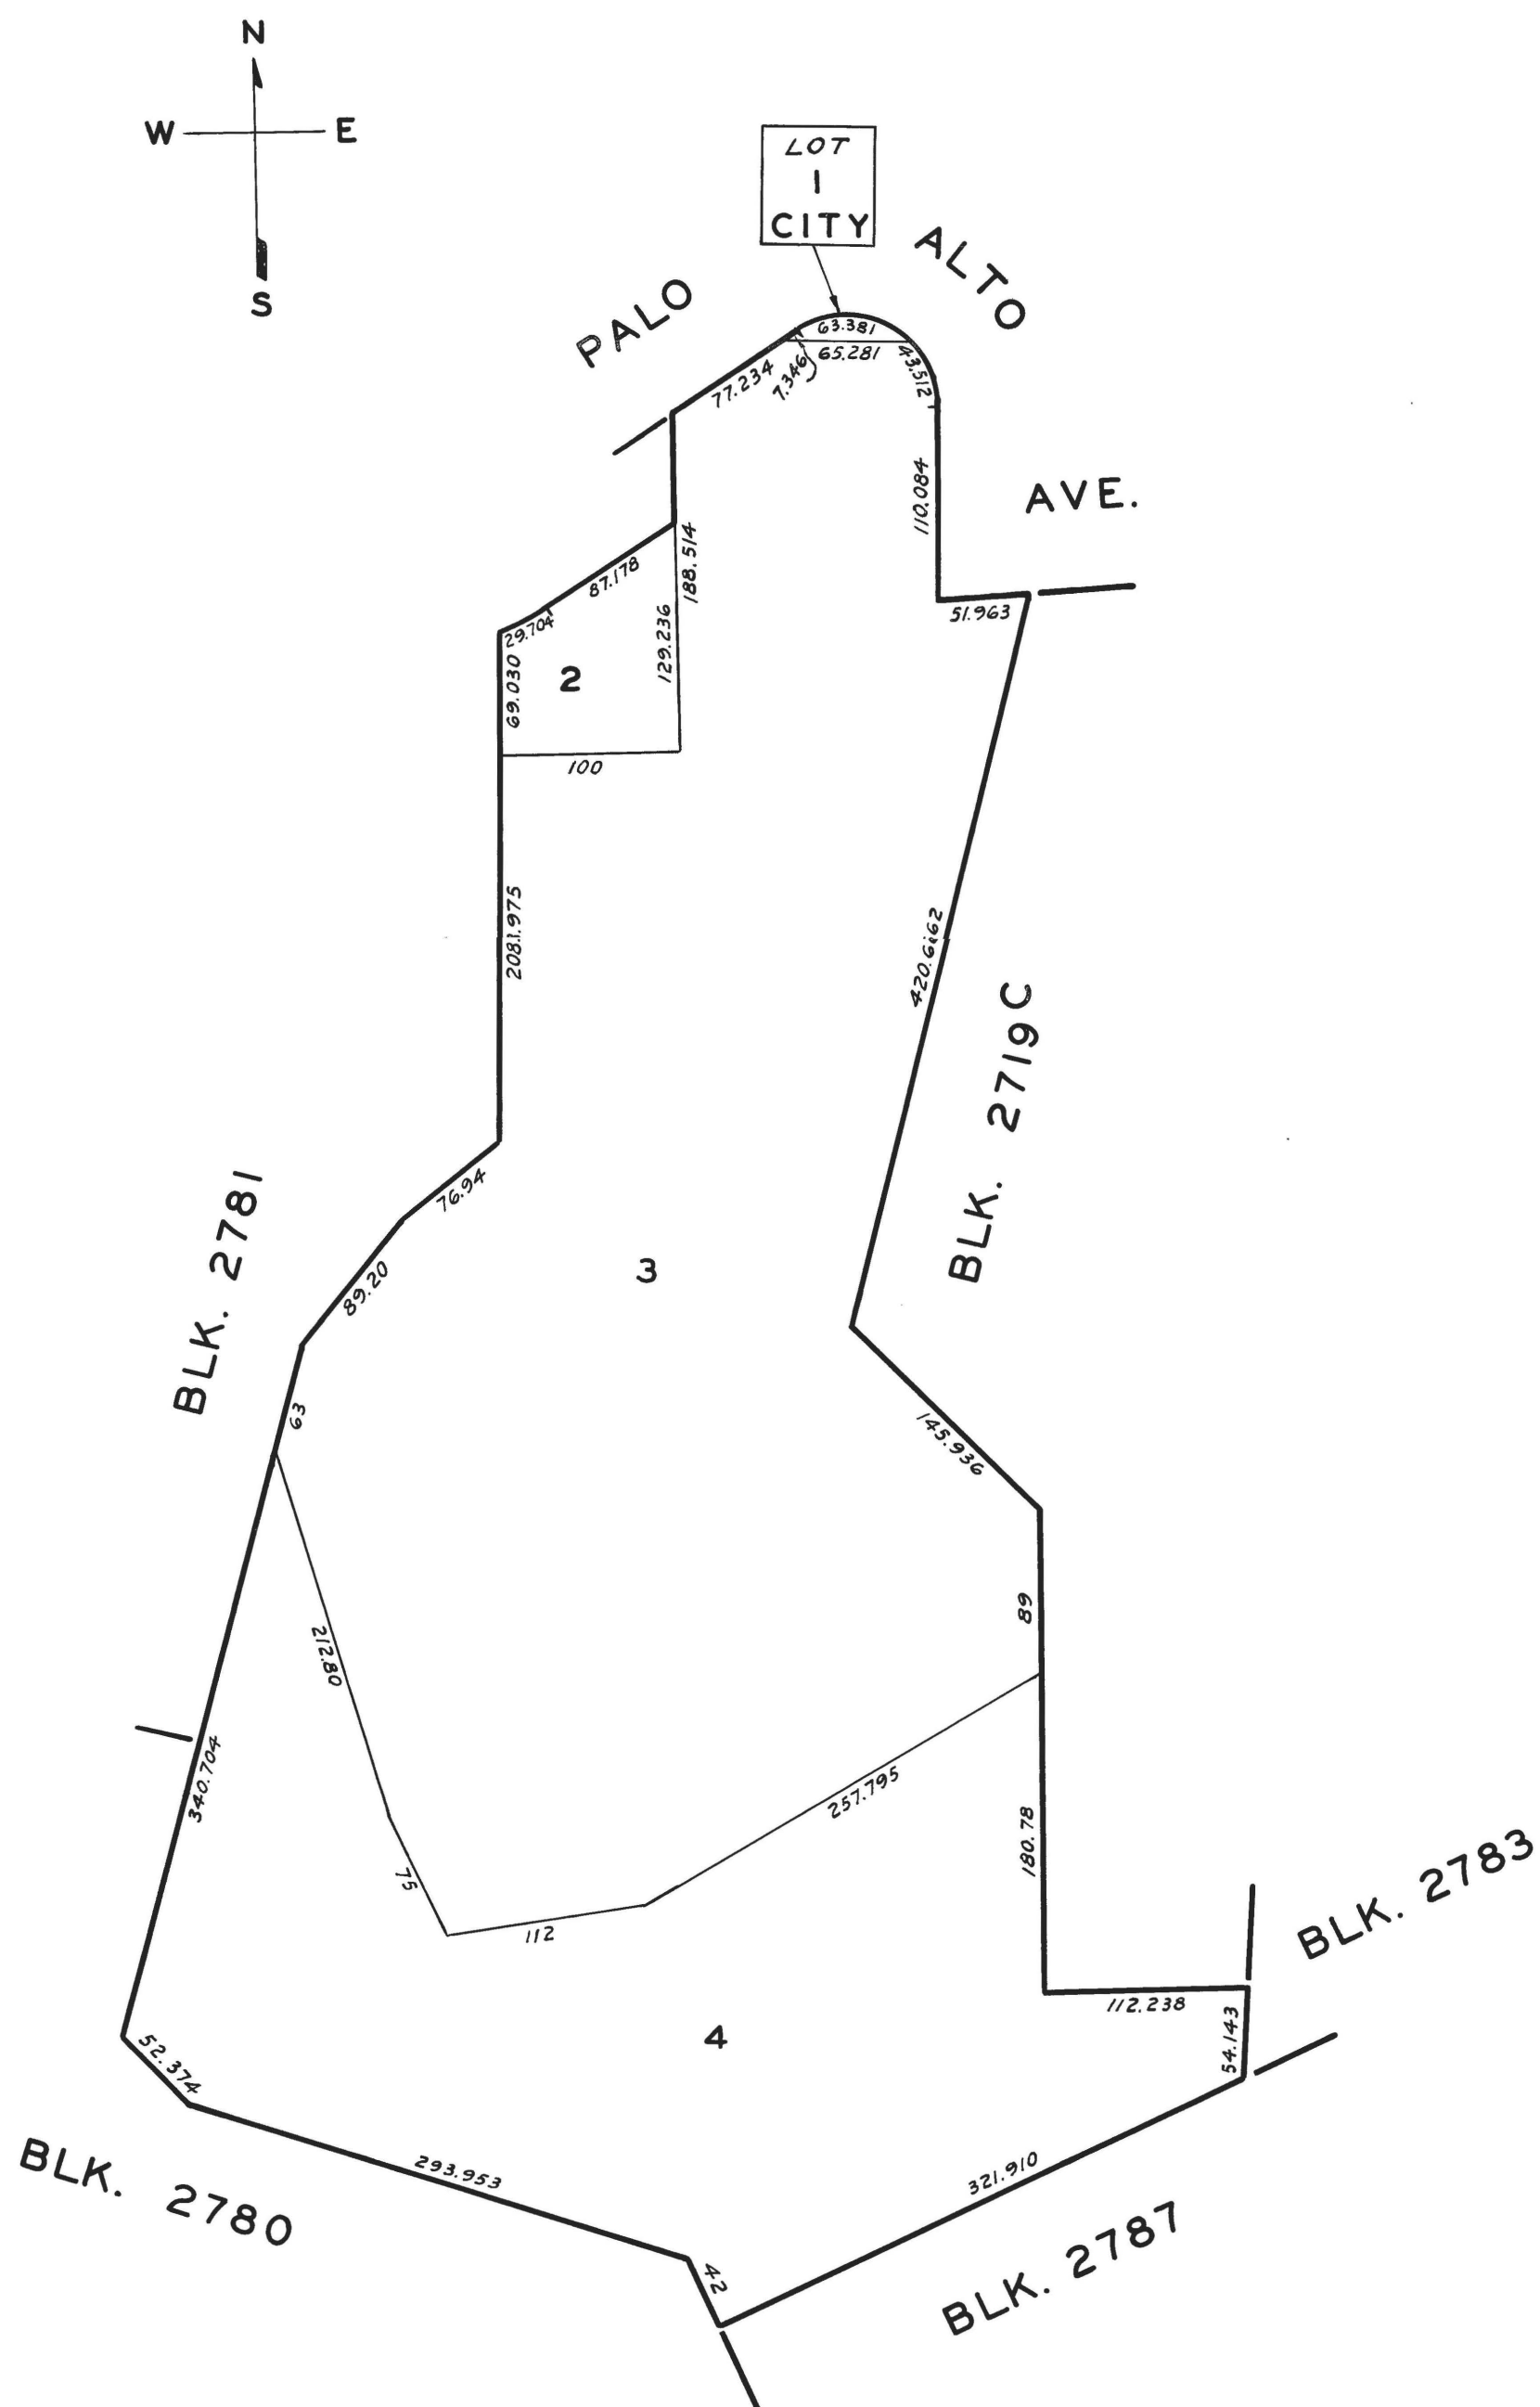 N
W E
S
LOT
1
CITY
PALO
ALTO
AVE.
63.381
65.281
43.512
7.346
77.234
110.084
51.963
188.514
87.178
129.236
29.704
69.030
2
100
208.975
420.662
BLK. 2719C
76.94
89.20
BLK. 2781
3
63
145.936
89
212.80
340.704
257.795
180.78
75
112
BLK. 2783
112.238
54.143
4
52.374
293.953
321.910
BLK. 2780
42
BLK. 2787